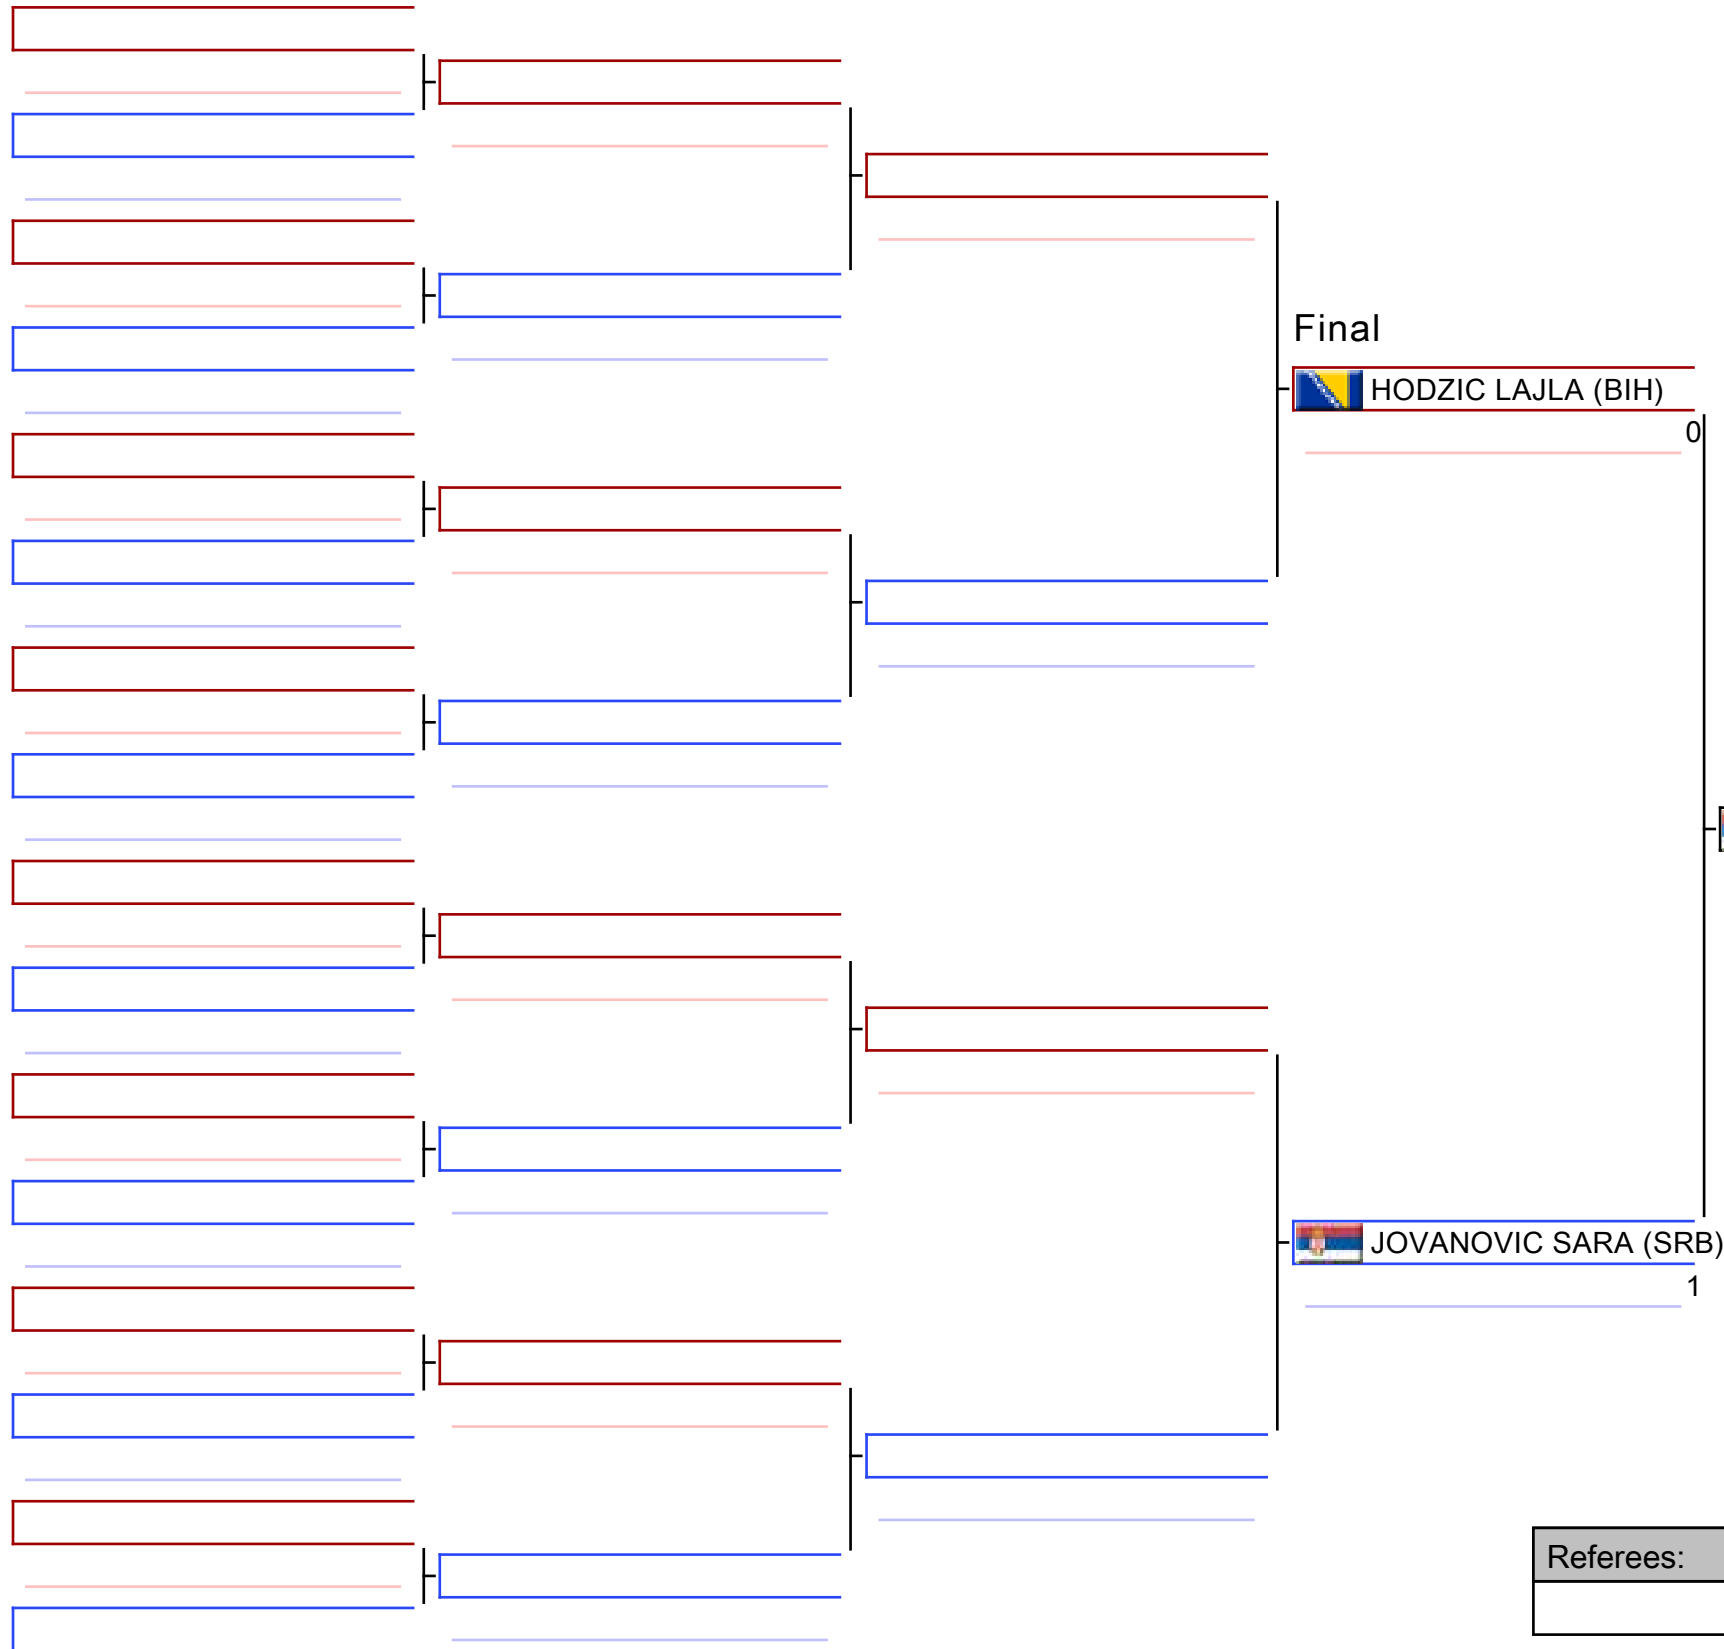 Final
HODZIC LAJLA (BIH)
0
JOVANOVIC SARA (SRB)
1
Referees: